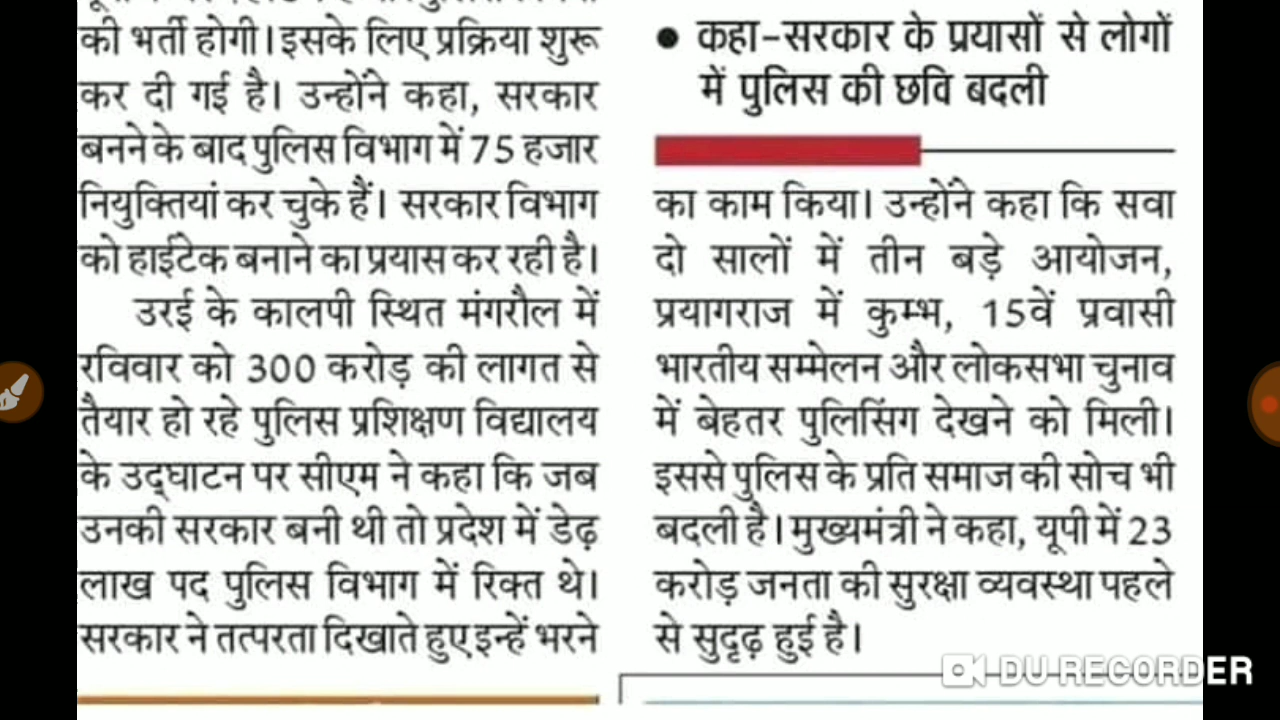 की भर्ती होगी। इसके लिए प्रक्रिया शुरू
कर दी गई है। उन्होंने कहा, सरकार
बनने के बाद पुलिस विभाग में 75 हजार
नियुक्तियां कर चुके हैं। सरकार विभाग
को हाईटेक बनाने का प्रयास कर रही है।
उरई के कालपी स्थित मंगरौल में
रविवार को 300 करोड़ की लागत से
तैयार हो रहे पुलिस प्रशिक्षण विद्यालय
के उद्घाटन पर सीएम ने कहा कि जब
उनकी सरकार बनी थी तो प्रदेश में डेढ़
लाख पद पुलिस विभाग में रिक्त थे।
सरकार ने तत्परता दिखाते हुए इन्हें भरने
● कहा-सरकार के प्रयासों से लोगों
में पुलिस की छवि बदली
का काम किया। उन्होंने कहा कि सवा
दो सालों में तीन बड़े आयोजन,
प्रयागराज में कुम्भ, 15वें प्रवासी
भारतीय सम्मेलन और लोकसभा चुनाव
में बेहतर पुलिसिंग देखने को मिली।
इससे पुलिस के प्रति समाज की सोच भी
बदली है। मुख्यमंत्री ने कहा, यूपी में 23
करोड़ जनता की सुरक्षा व्यवस्था पहले
से सुदृढ़ हुई है।
DU RECORDER